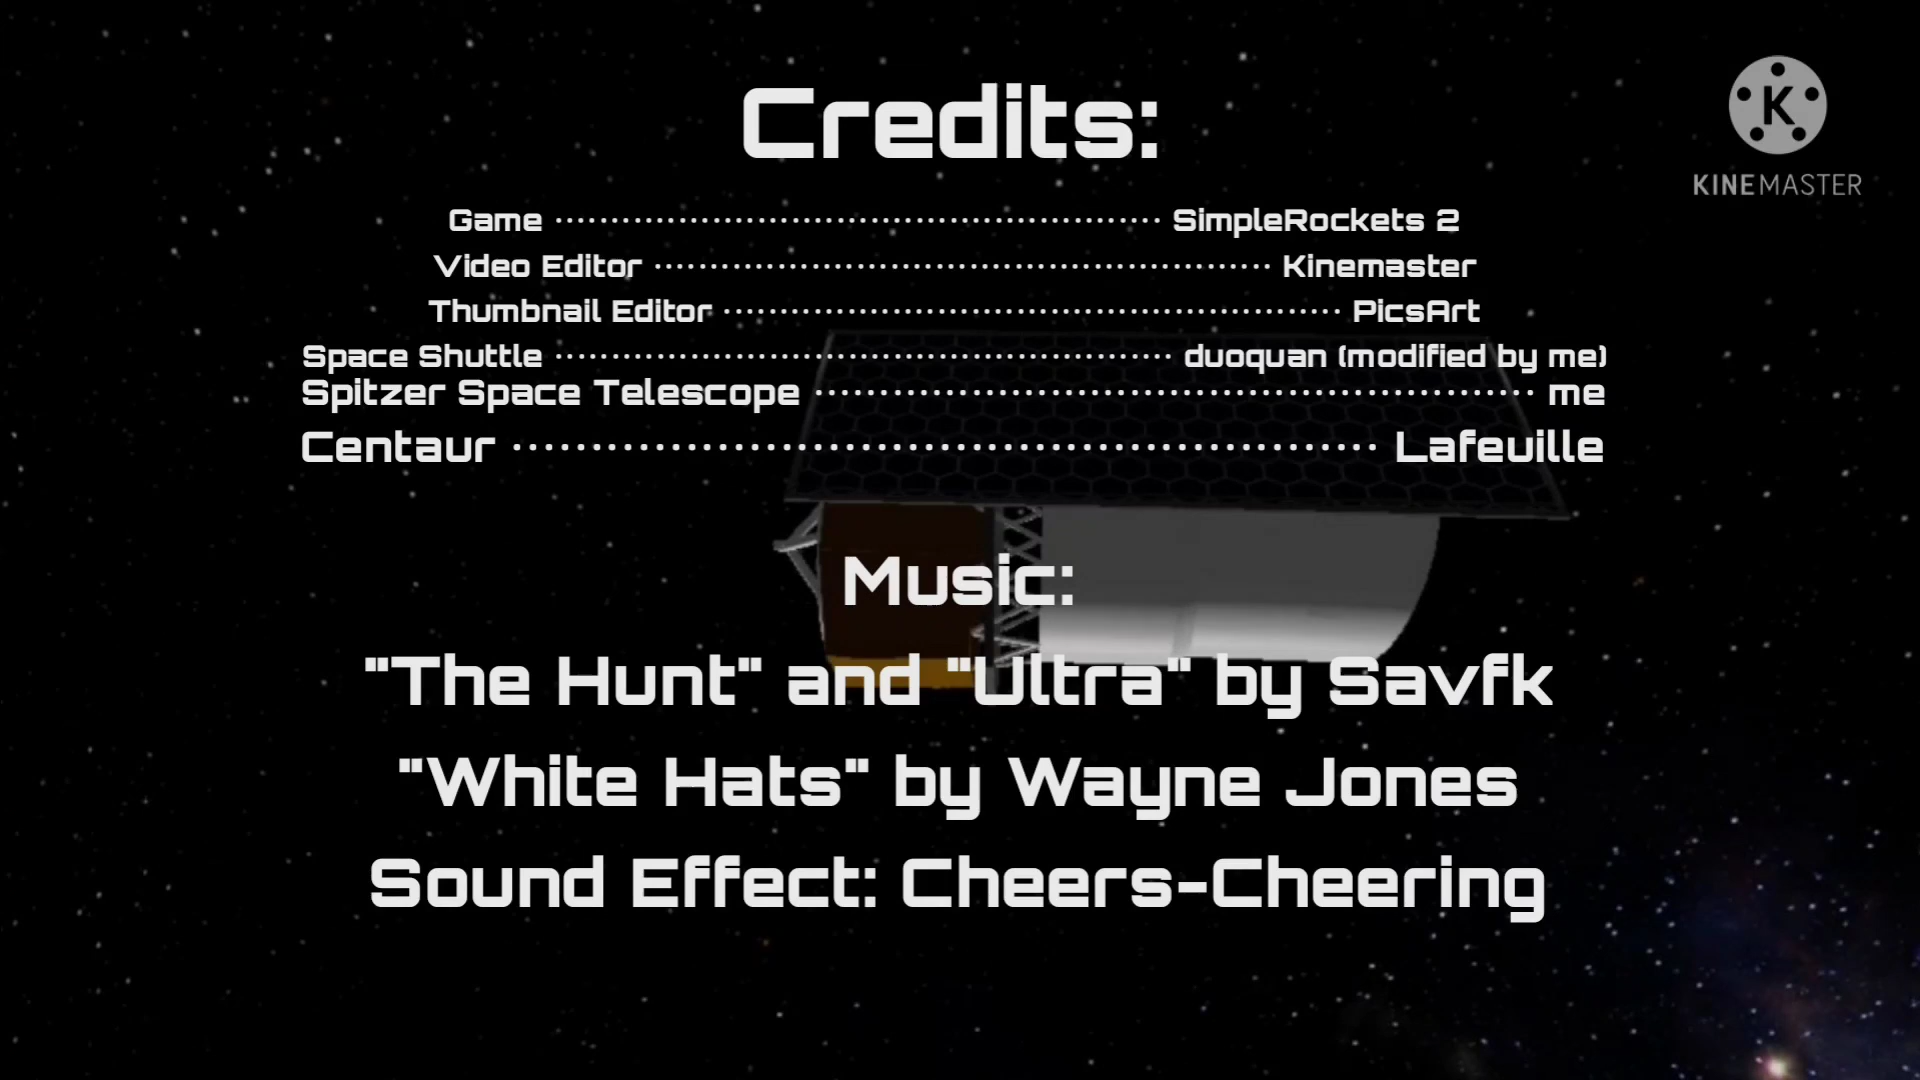 Credits:
KINEMASTER
Game ........................................................ SimpleRockets 2
Video Editor ......................................................... Kinemaster
Thumbnail Editor ......................................................... PicsArt
Space Shuttle ......................................................... duoquan (modified by me)
Spitzer Space Telescope ......................................................... me
Centaur ......................................................... Lafeuille
Music:
"The Hunt" and "Ultra" by Savfk
"White Hats" by Wayne Jones
Sound Effect: Cheers-Cheering